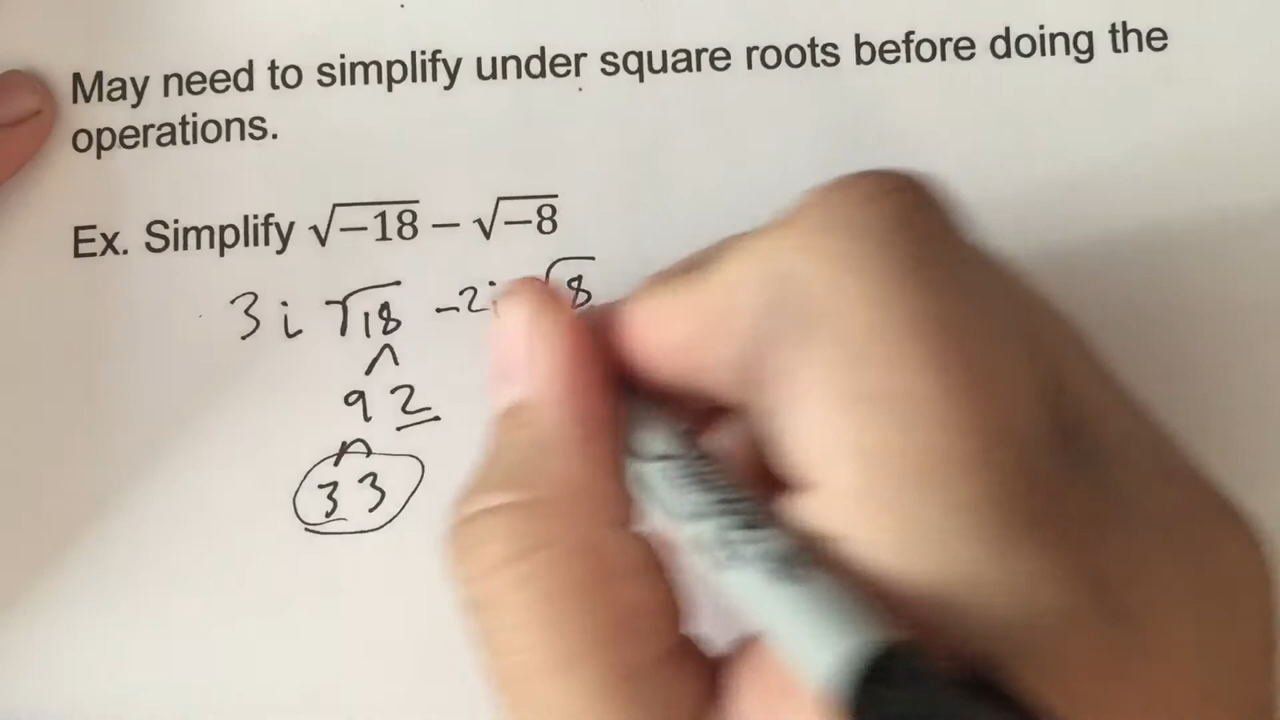 May need to simplify under square roots before doing the
operations.
Ex. Simplify √−18 − √−8
3 i √18 −2i √8
9 2
3 3